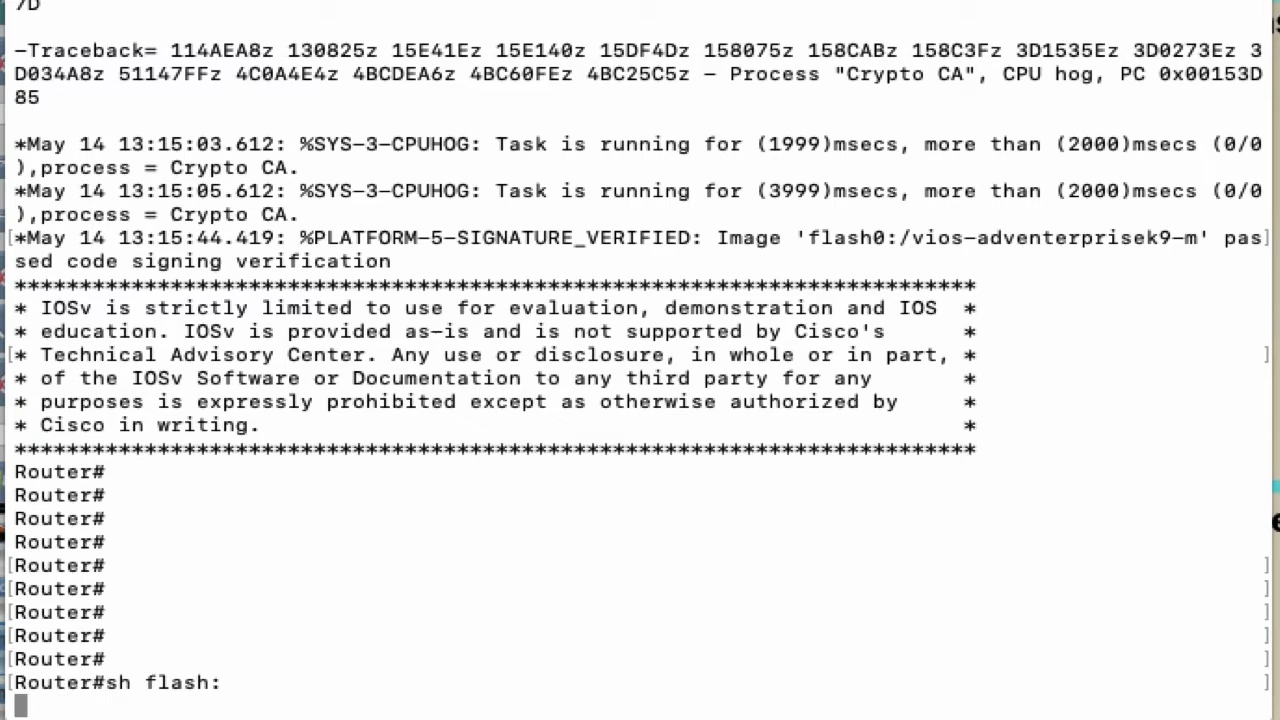 -Traceback= 114AEA8z 130825z 15E41Ez 15E140z 15DF4Dz 158075z 158CABz 158C3Fz 3D1535Ez 3D0273Ez 3
D034A8z 51147FFz 4C0A4E4z 4BCDEA6z 4BC60FEz 4BC25C5z - Process "Crypto CA", CPU hog, PC 0x00153D
85
*May 14 13:15:03.612: %SYS-3-CPUHOG: Task is running for (1999)msecs, more than (2000)msecs (0/0
),process = Crypto CA.
*May 14 13:15:05.612: %SYS-3-CPUHOG: Task is running for (3999)msecs, more than (2000)msecs (0/0
),process = Crypto CA.
[*May 14 13:15:44.419: %PLATFORM-5-SIGNATURE_VERIFIED: Image 'flash0:/vios-adventerprisek9-m' pas]
sed code signing verification
**************************************************************************
* IOSv is strictly limited to use for evaluation, demonstration and IOS  *
* education. IOSv is provided as-is and is not supported by Cisco's      *
[* Technical Advisory Center. Any use or disclosure, in whole or in part, * ]
* of the IOSv Software or Documentation to any third party for any       *
* purposes is expressly prohibited except as otherwise authorized by     *
* Cisco in writing.                                                      *
**************************************************************************
Router#
Router#
Router#
Router#
[Router# ]
[Router# ]
[Router# ]
[Router# ]
[Router# ]
[Router#sh flash: ]